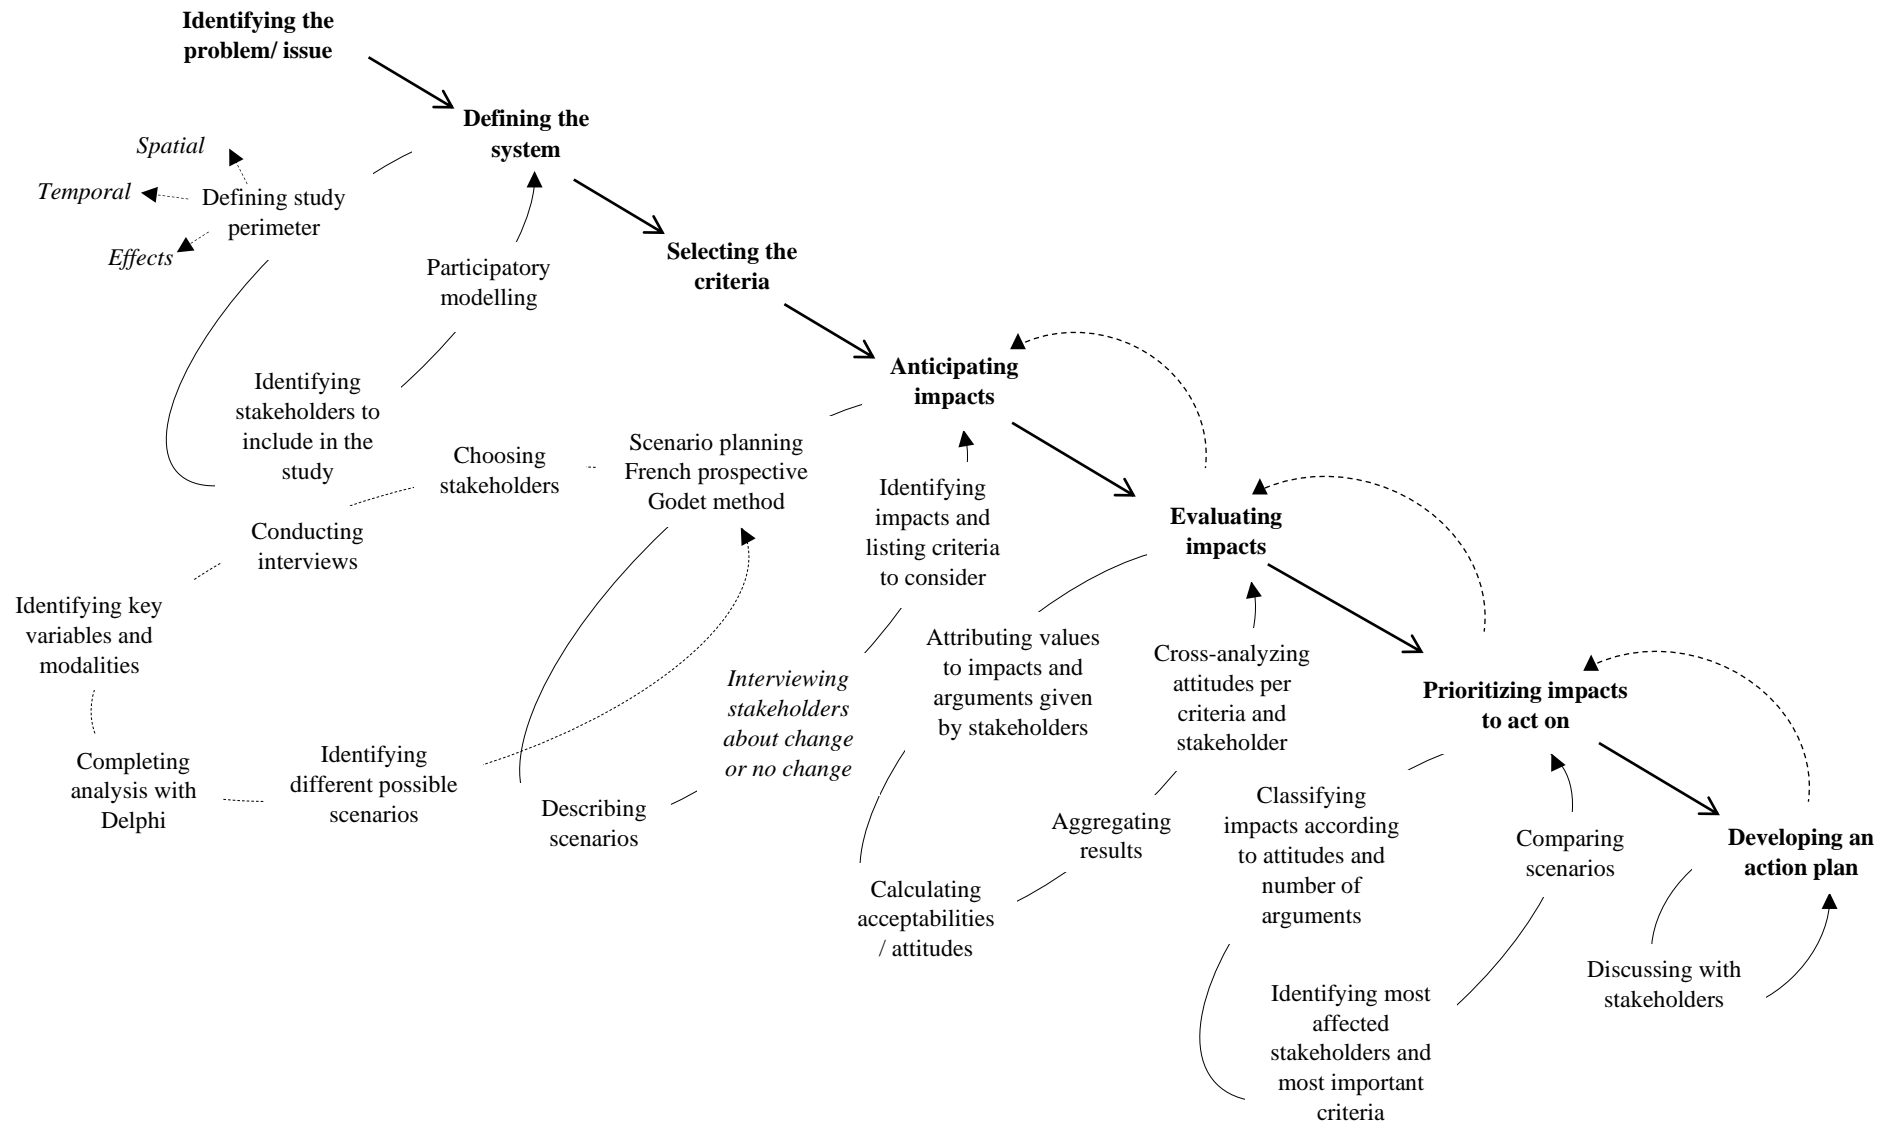 Identifying the
problem/ issue
Defining the
system
Spatial
Temporal
Effects
Defining study
perimeter
Participatory
modelling
Identifying
stakeholders to
include in the
study
Selecting the
criteria
Anticipating
impacts
Scenario planning
French prospective
Godet method
Choosing
stakeholders
Conducting
interviews
Identifying key
variables and
modalities
Completing
analysis with
Delphi
Identifying
different possible
scenarios
Describing
scenarios
Interviewing
stakeholders
about change
or no change
Identifying
impacts and
listing criteria
to consider
Evaluating
impacts
Attributing values
to impacts and
arguments given
by stakeholders
Calculating
acceptabilities
/ attitudes
Aggregating
results
Cross-analyzing
attitudes per
criteria and
stakeholder
Prioritizing impacts
to act on
Classifying
impacts according
to attitudes and
number of
arguments
Identifying most
affected
stakeholders and
most important
criteria
Comparing
scenarios
Developing an
action plan
Discussing with
stakeholders